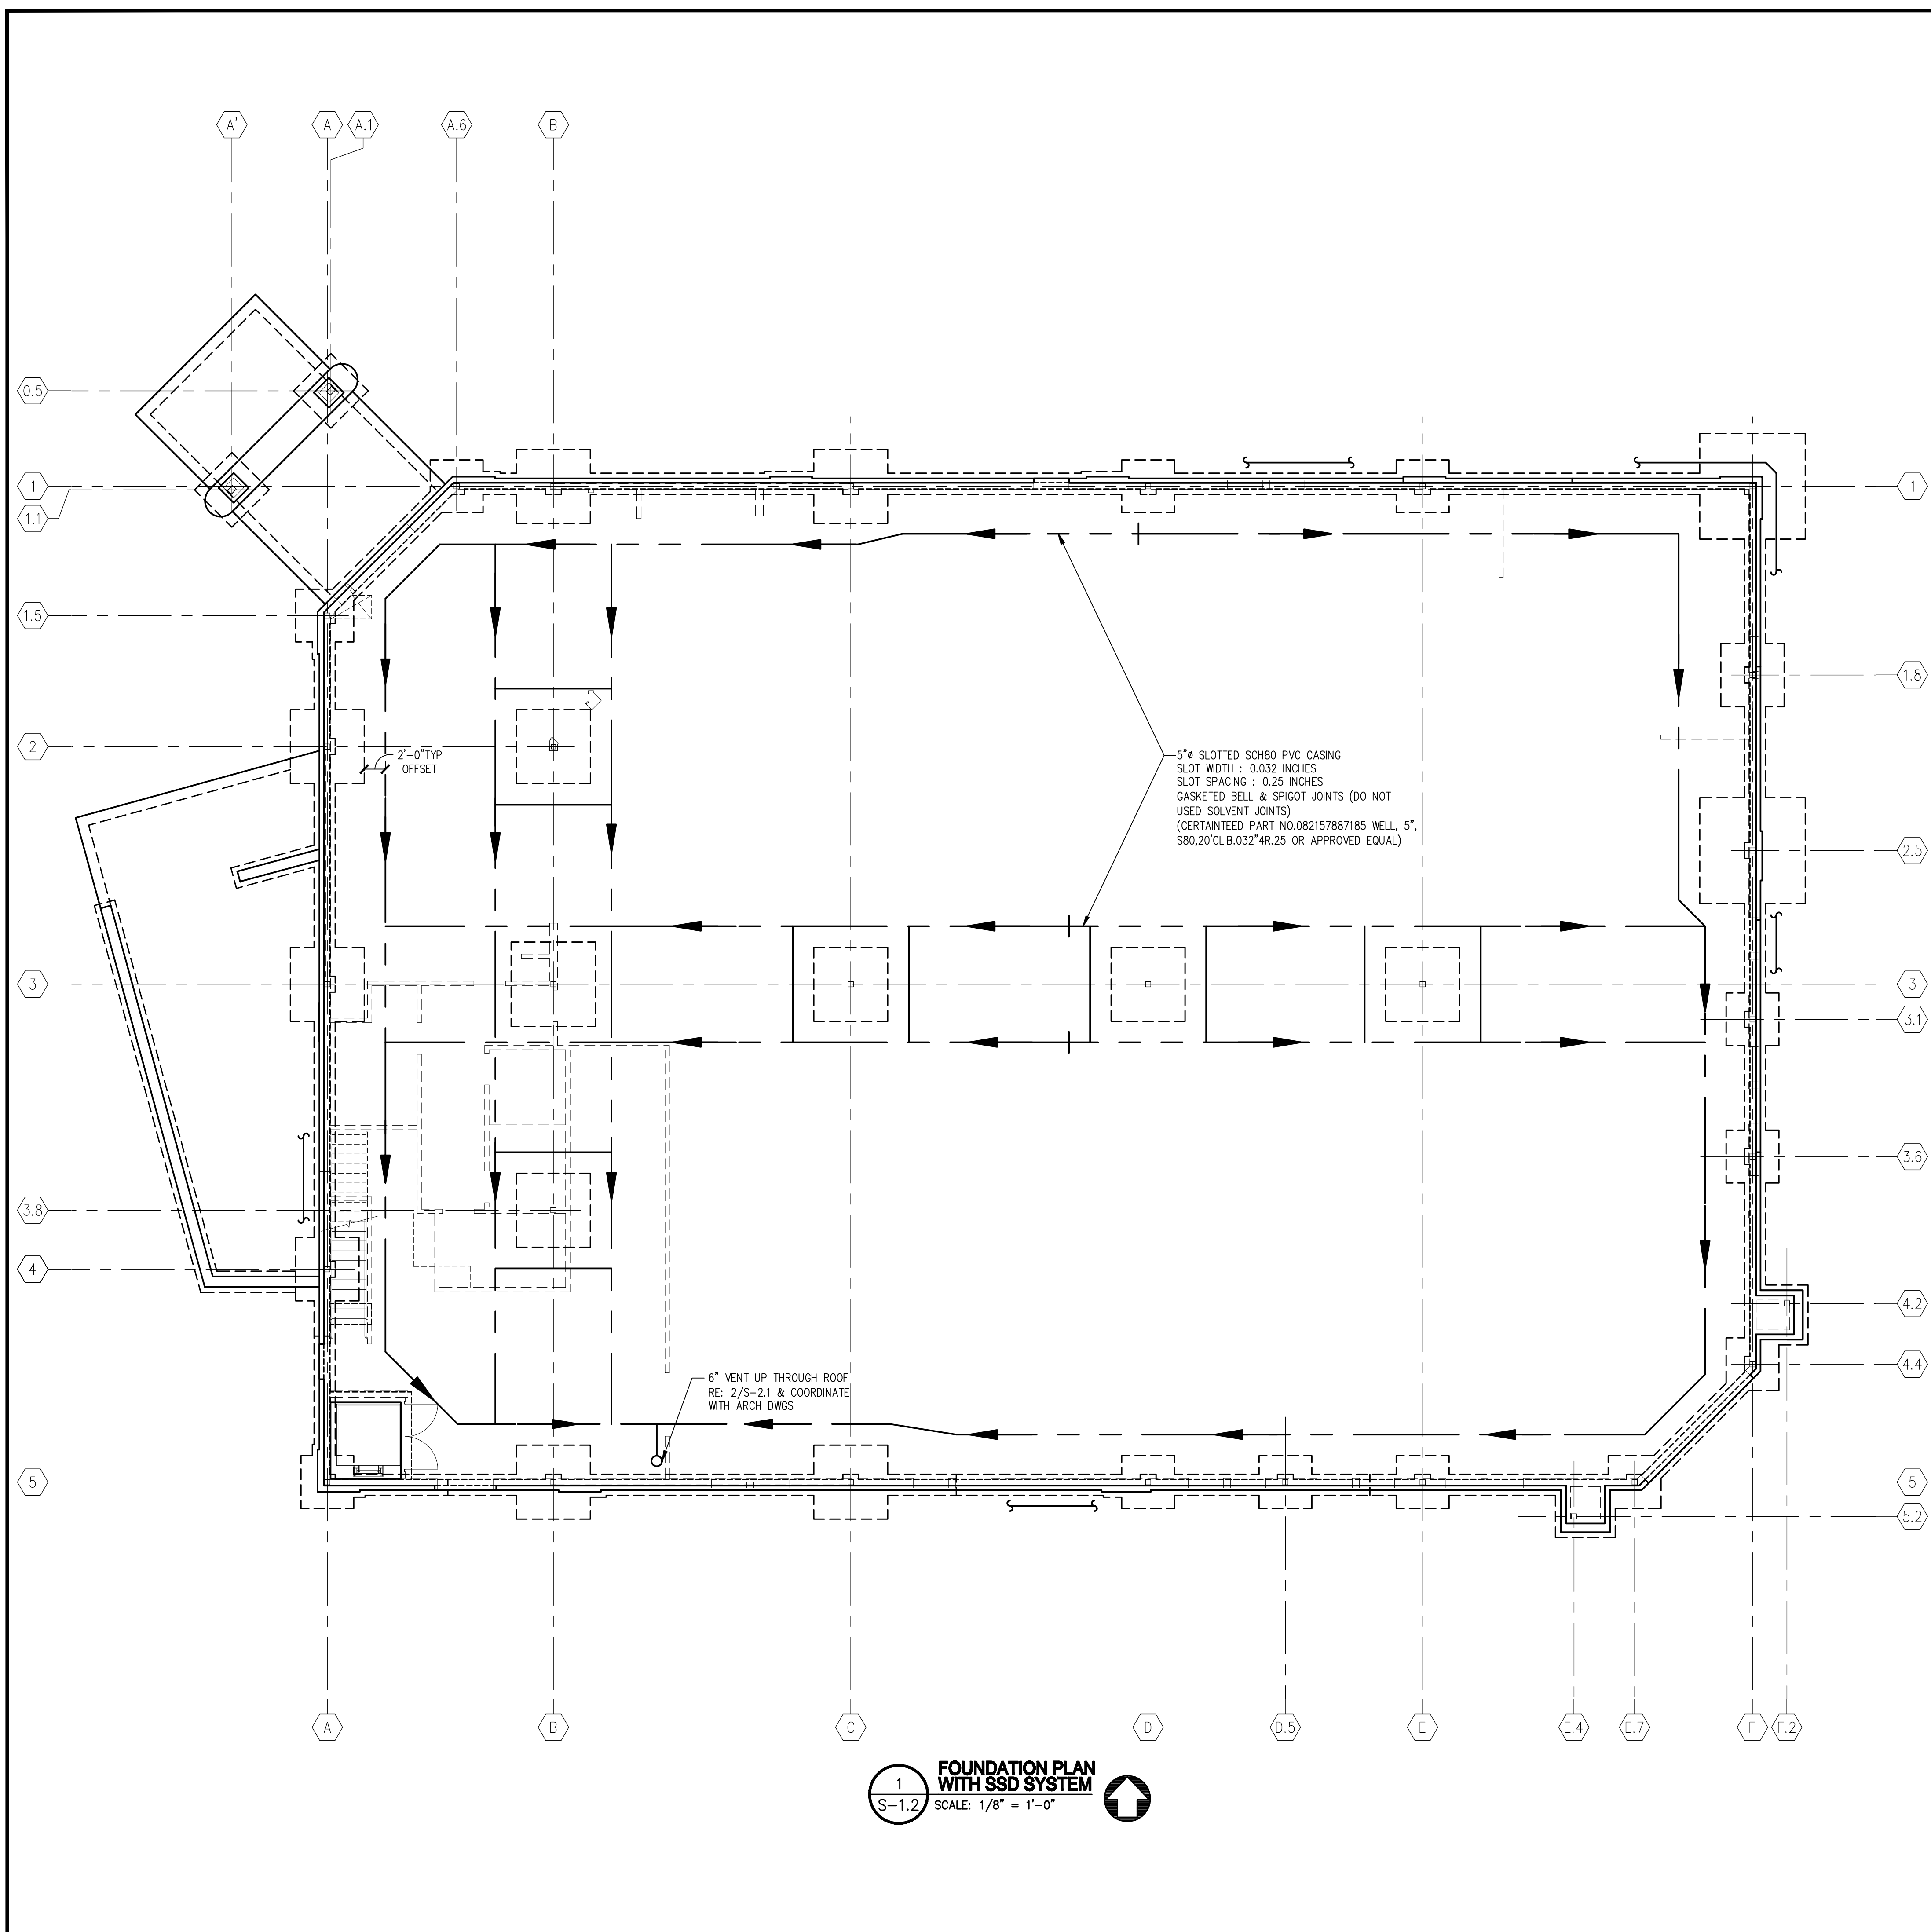 A'
A
A.1
A.6
B
0.5
1
1
1.1
1.5
1.8
2
2'-0"TYP
OFFSET
5"ø SLOTTED SCH80 PVC CASING
SLOT WIDTH : 0.032 INCHES
SLOT SPACING : 0.25 INCHES
GASKETED BELL & SPIGOT JOINTS (DO NOT
USED SOLVENT JOINTS)
(CERTAINTEED PART NO.082157887185 WELL, 5",
S80,20'CLIB.032"4R.25 OR APPROVED EQUAL)
2.5
3
3
3.1
3.6
3.8
4
4.2
4.4
6" VENT UP THROUGH ROOF
RE: 2/S-2.1 & COORDINATE
WITH ARCH DWGS
5
5
5.2
A
B
C
D
D.5
E
E.4
E.7
F
F.2
1
S-1.2
FOUNDATION PLAN
WITH SSD SYSTEM
SCALE: 1/8" = 1'-0"